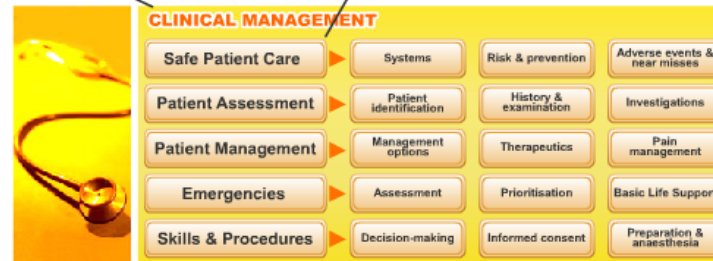 CLINICAL MANAGEMENT
Safe Patient Care
Systems
Risk & prevention
Adverse events &
near misses
Patient Assessment
Patient
identification
History &
examination
Investigations
Patient Management
Management
options
Therapeutics
Pain
management
Emergencies
Assessment
Prioritisation
Basic Life Suppor
Skills & Procedures
Decision-making
Informed consent
Preparation &
anaesthesia